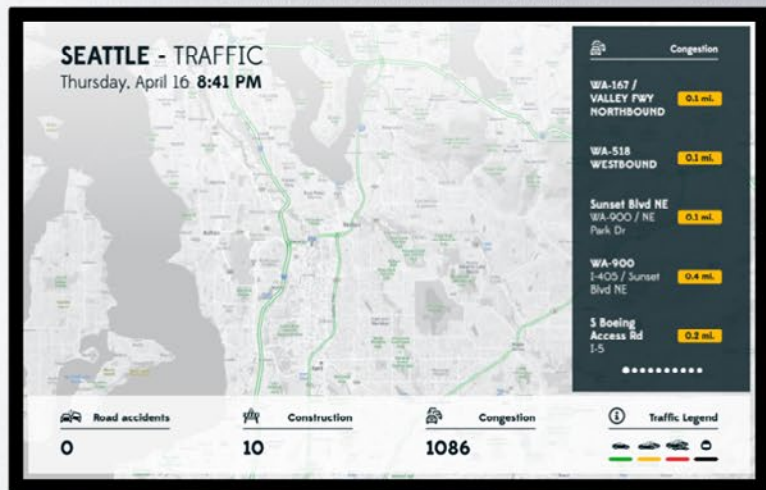 SEATTLE - TRAFFIC
Thursday, April 16 8:41 PM
Congestion
WA-167 /
VALLEY FWY
NORTHBOUND
0.1 mi.
WA-518
WESTBOUND
0.1 mi.
Sunset Blvd NE
WA-900 / NE
Park Dr
0.1 mi.
WA-900
I-405 / Sunset
Blvd NE
0.4 mi.
S Boeing
Access Rd
I-5
0.2 mi.
Road accidents
0
Construction
10
Congestion
1086
Traffic Legend